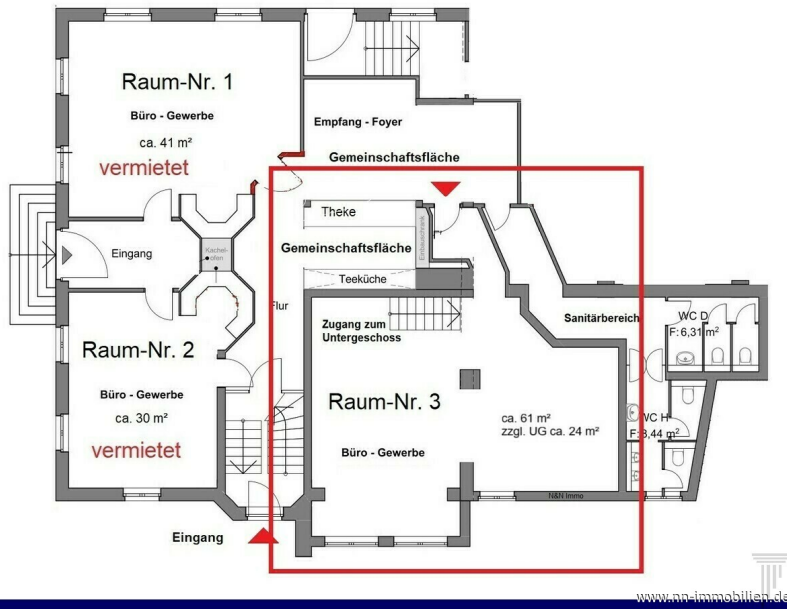 Raum-Nr. 1
Büro - Gewerbe
ca. 41 m²
vermietet
Empfang - Foyer
Gemeinschaftsfläche
Theke
Einbauschrank
Gemeinschaftsfläche
Eingang
Kachel-
ofen
Teeküche
Flur
Zugang zum
Untergeschoss
Sanitärbereich
WC D
F: 6,31 m²
Raum-Nr. 2
Büro - Gewerbe
ca. 30 m²
vermietet
Raum-Nr. 3
ca. 61 m²
zzgl. UG ca. 24 m²
Büro - Gewerbe
WC H
F: 8,44 m²
N&N Immo
Eingang
www.nn-immobilien.de